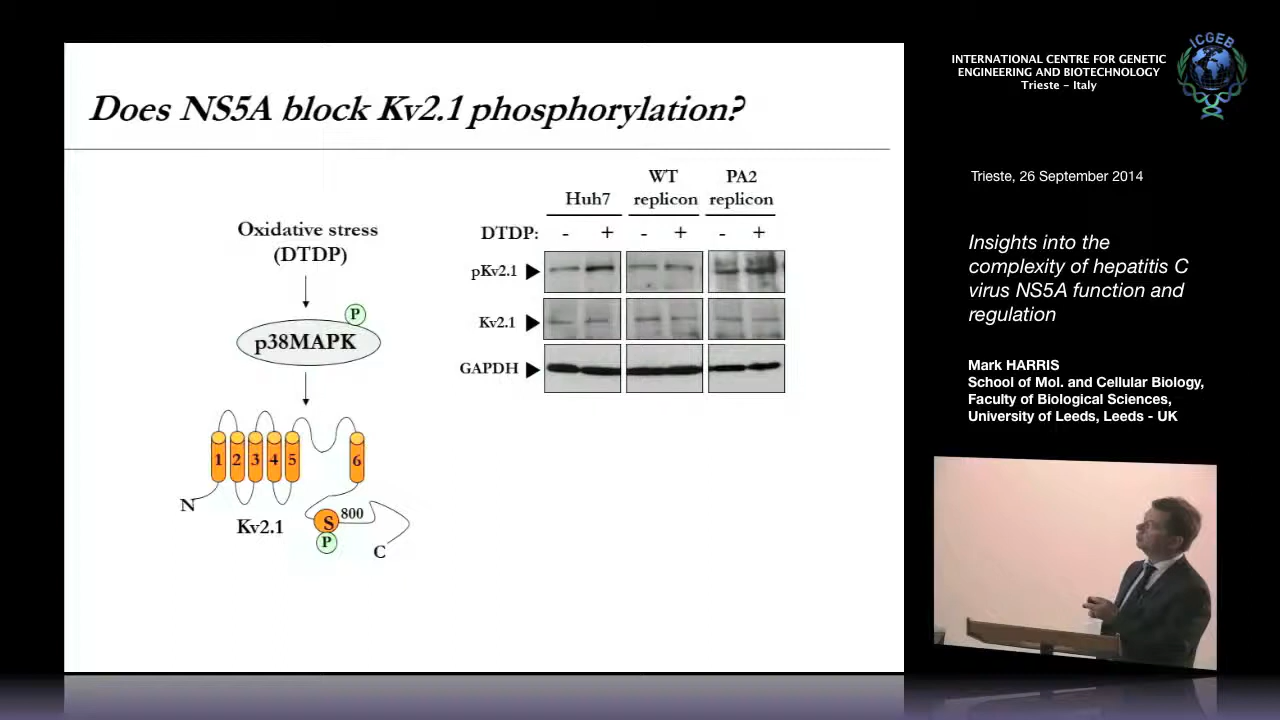 Does NS5A block Kv2.1 phosphorylation?
Oxidative stress
(DTDP)
P
p38MAPK
1 2 3 4 5 6
N
Kv2.1
S 800
P
C
WT PA2
Huh7 replicon replicon
DTDP: - + - + - +
pKv2.1
Kv2.1
GAPDH
INTERNATIONAL CENTRE FOR GENETIC
ENGINEERING AND BIOTECHNOLOGY
Trieste - Italy
ICGEB
Trieste, 26 September 2014
Insights into the
complexity of hepatitis C
virus NS5A function and
regulation
Mark HARRIS
School of Mol. and Cellular Biology,
Faculty of Biological Sciences,
University of Leeds, Leeds - UK